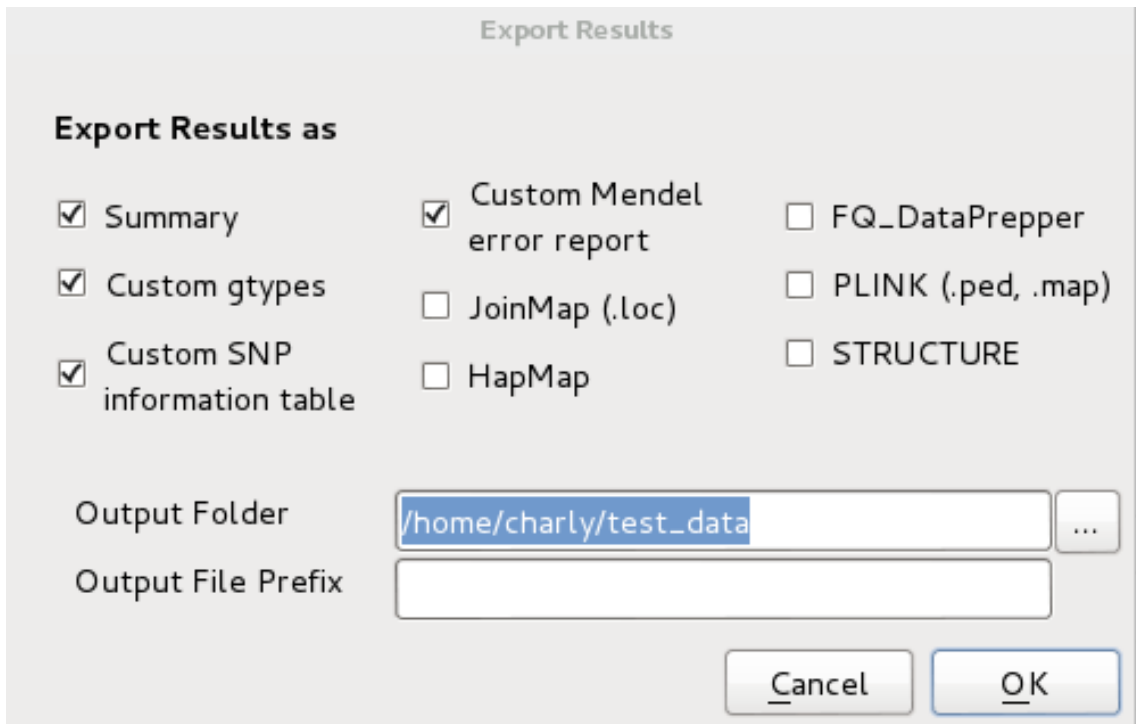 Export Results
Export Results as
Summary
Custom gtypes
Custom SNP
information table
Custom Mendel
error report
JoinMap (.loc)
HapMap
FQ_DataPrepper
PLINK (.ped, .map)
STRUCTURE
Output Folder
/home/charly/test_data
...
Output File Prefix
Cancel
OK